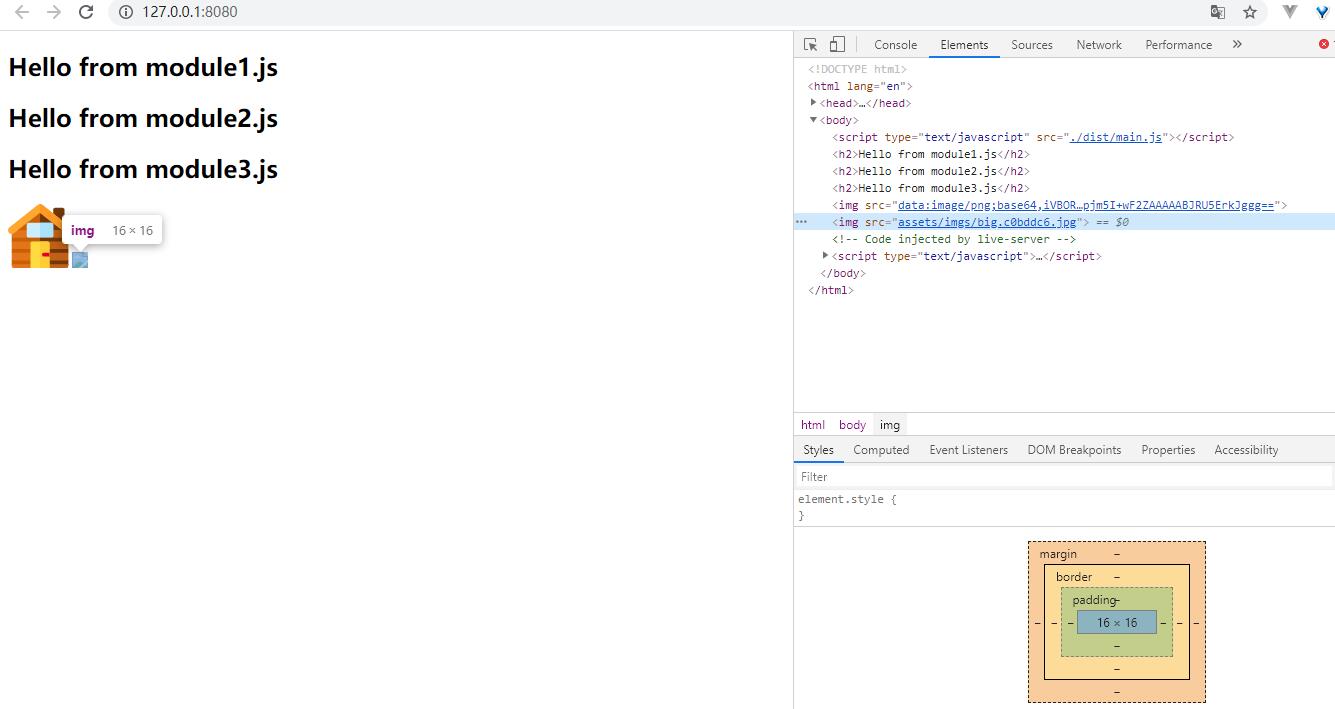 127.0.0.1:8080
Hello from module1.js
Hello from module2.js
Hello from module3.js
img 16 × 16
Console Elements Sources Network Performance »
<!DOCTYPE html>
<html lang="en">
<head>…</head>
<body>
<script type="text/javascript" src="./dist/main.js"></script>
<h2>Hello from module1.js</h2>
<h2>Hello from module2.js</h2>
<h2>Hello from module3.js</h2>
<img src="data:image/png;base64,iVBOR…pjm5I+wF2ZAAAAABJRU5ErkJggg==">
<img src="assets/imgs/big.c0bddc6.jpg"> == $0
<!-- Code injected by live-server -->
<script type="text/javascript">…</script>
</body>
</html>
html body img
Styles Computed Event Listeners DOM Breakpoints Properties Accessibility
Filter
element.style {
}
margin –
border –
padding –
– – – 16 × 16 – – –
–
–
–